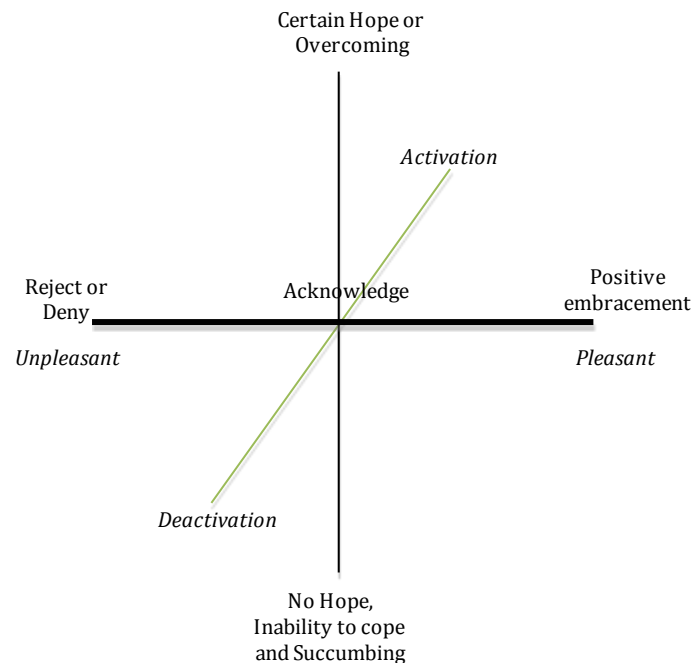 Certain Hope or
Overcoming
Activation
Reject or
Deny
Acknowledge
Positive
embracement
Unpleasant
Pleasant
Deactivation
No Hope,
Inability to cope
and Succumbing